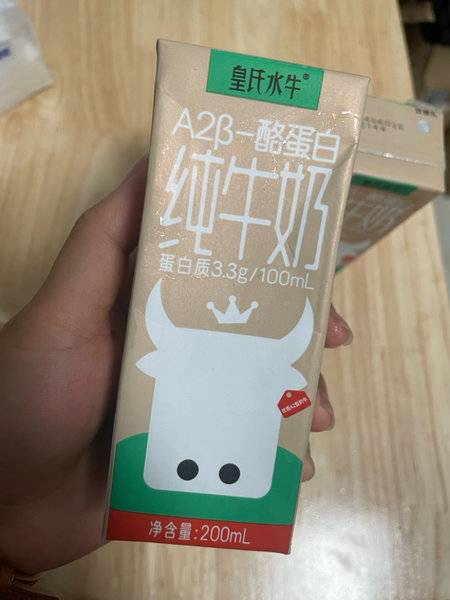 皇氏水牛
A2β-酪蛋白
纯牛奶
蛋白质3.3g/100mL
净含量:200mL